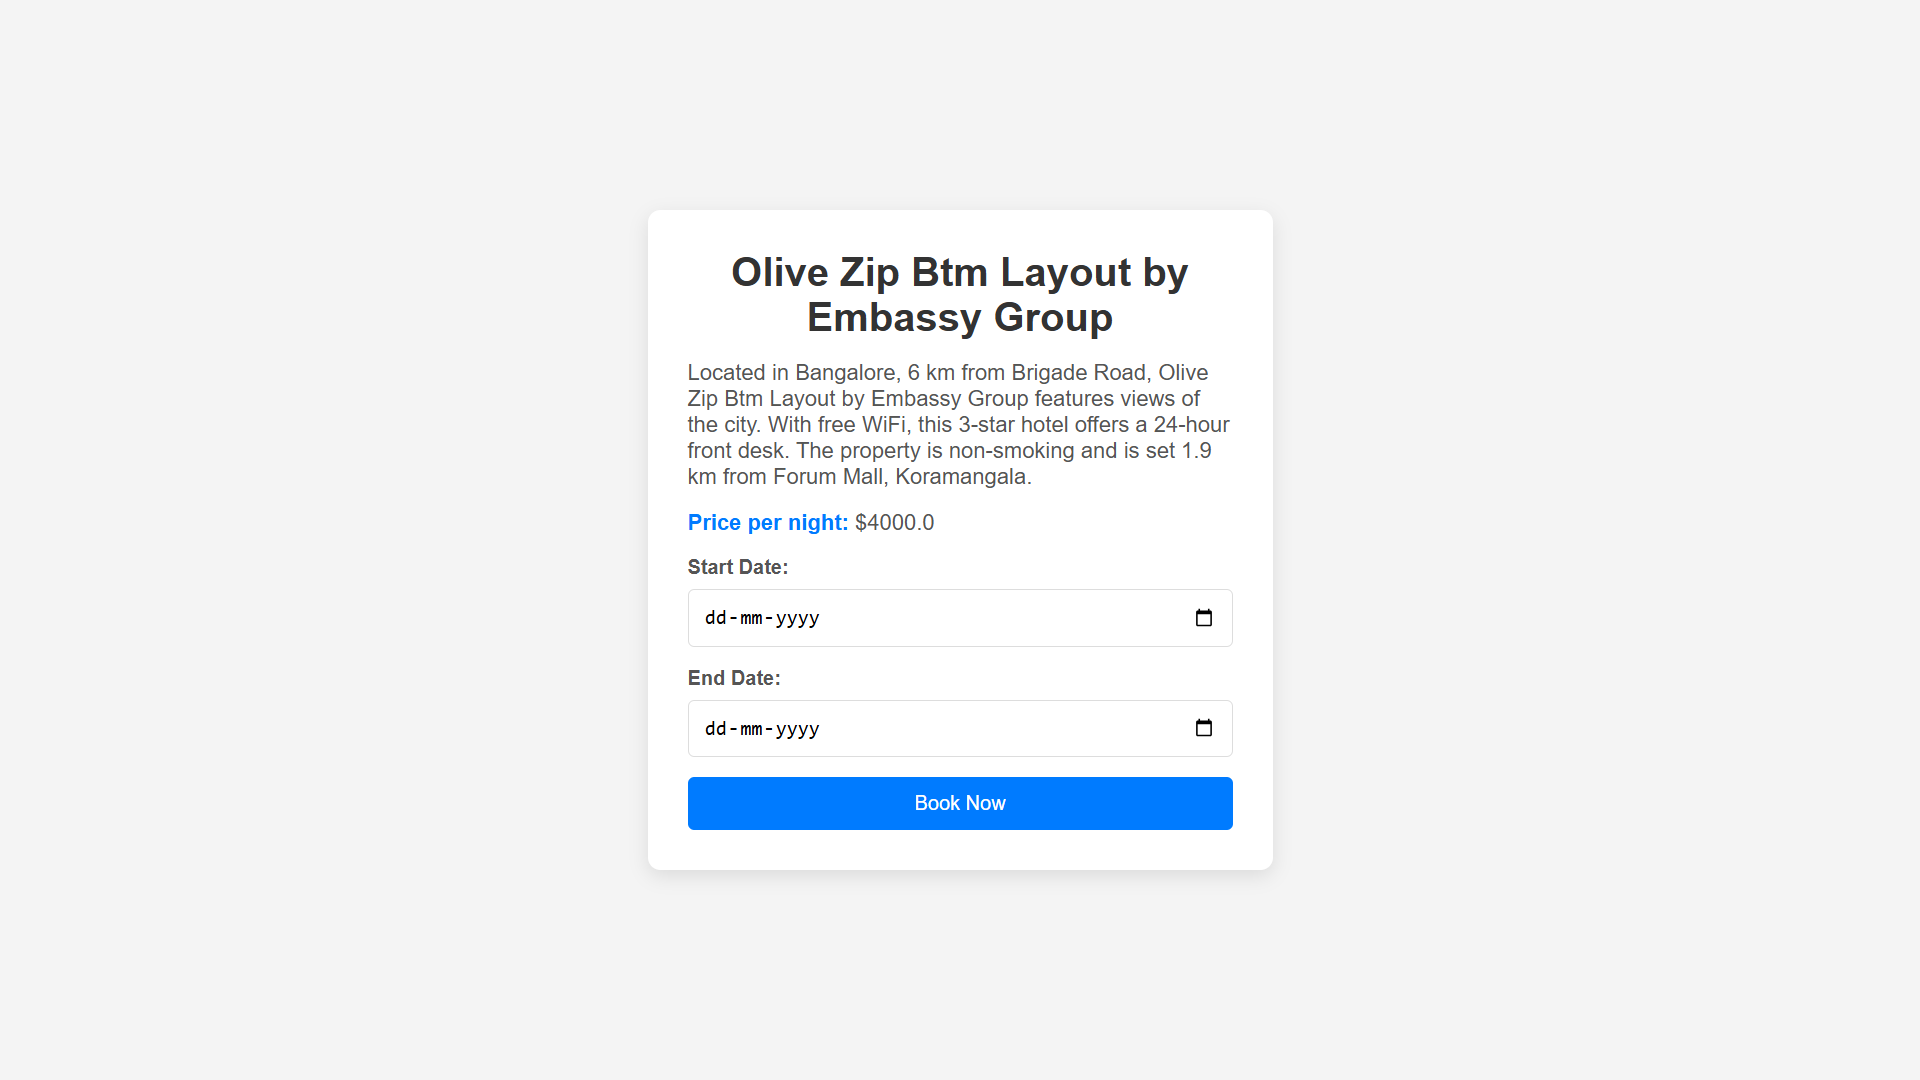 Olive Zip Btm Layout by
Embassy Group
Located in Bangalore, 6 km from Brigade Road, Olive
Zip Btm Layout by Embassy Group features views of
the city. With free WiFi, this 3-star hotel offers a 24-hour
front desk. The property is non-smoking and is set 1.9
km from Forum Mall, Koramangala.
Price per night: $4000.0
Start Date:
dd-mm-yyyy
End Date:
dd-mm-yyyy
Book Now